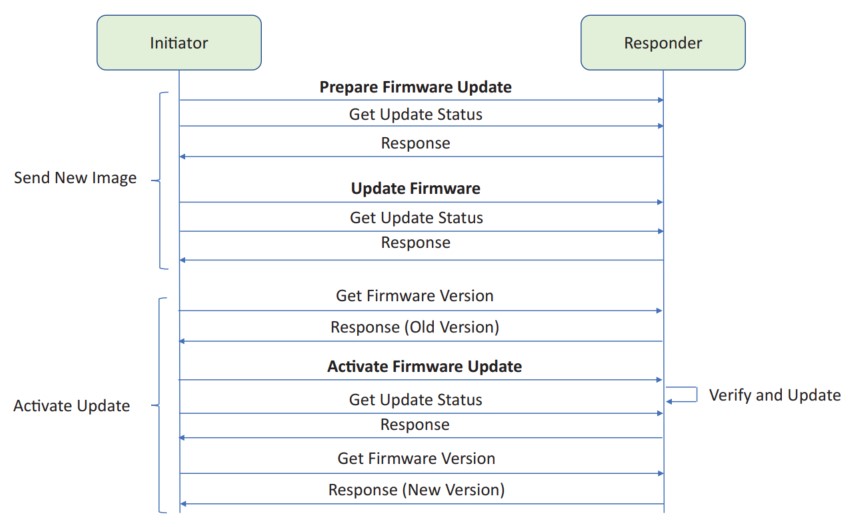 Initiator
Responder
Prepare Firmware Update
Get Update Status
Response
Send New Image
Update Firmware
Get Update Status
Response
Get Firmware Version
Response (Old Version)
Activate Firmware Update
Verify and Update
Get Update Status
Activate Update
Response
Get Firmware Version
Response (New Version)